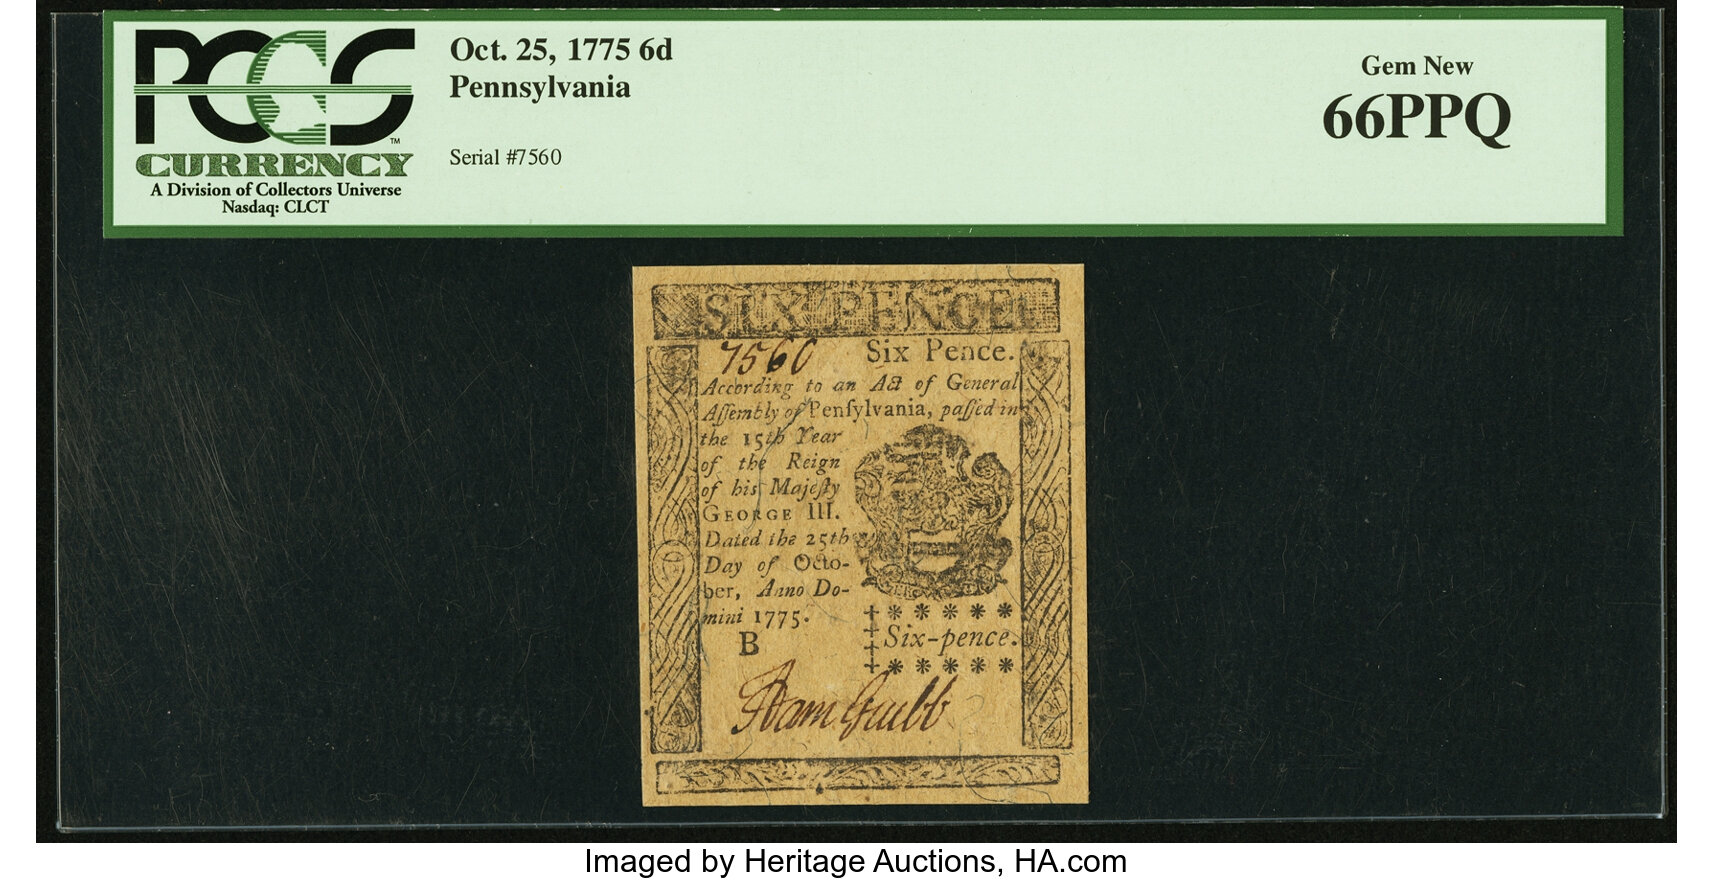 PCGS
TM
CURRENCY
A Division of Collectors Universe
Nasdaq: CLCT
Oct. 25, 1775 6d
Pennsylvania
Serial #7560
Gem New
66PPQ
SIX PENCE
7560 Six Pence.
According to an Act of General
Aſſembly of Penſylvania, paſſed in
the 15th Year
of the Reign
of his Majeſty
GEORGE III.
Dated the 25th
Day of Octo-
ber, Anno Do-
mini 1775.
B
Six-pence.
Adam Grubb
Imaged by Heritage Auctions, HA.com